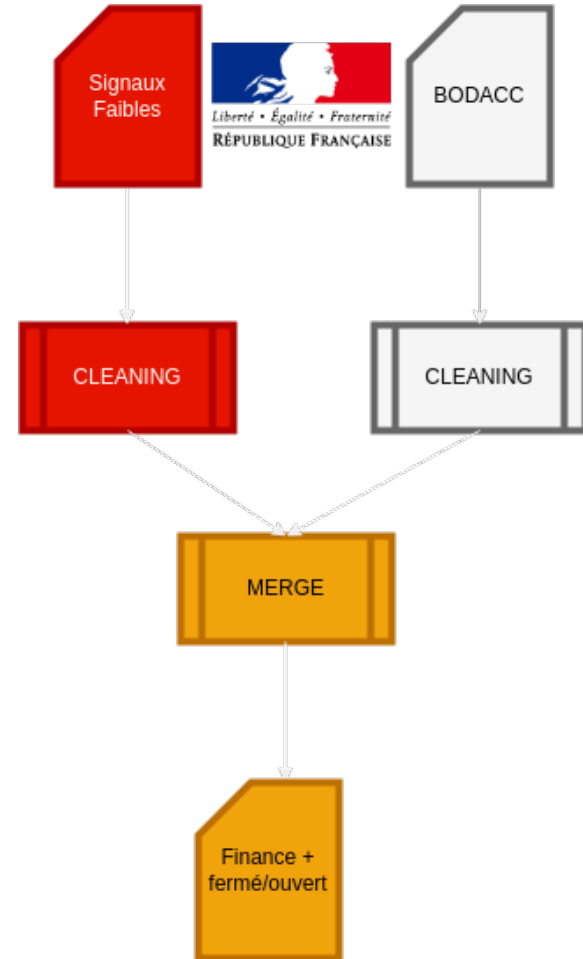 Signaux
Faibles
Liberté • Égalité • Fraternité
RÉPUBLIQUE FRANÇAISE
BODACC
CLEANING
CLEANING
MERGE
Finance +
fermé/ouvert